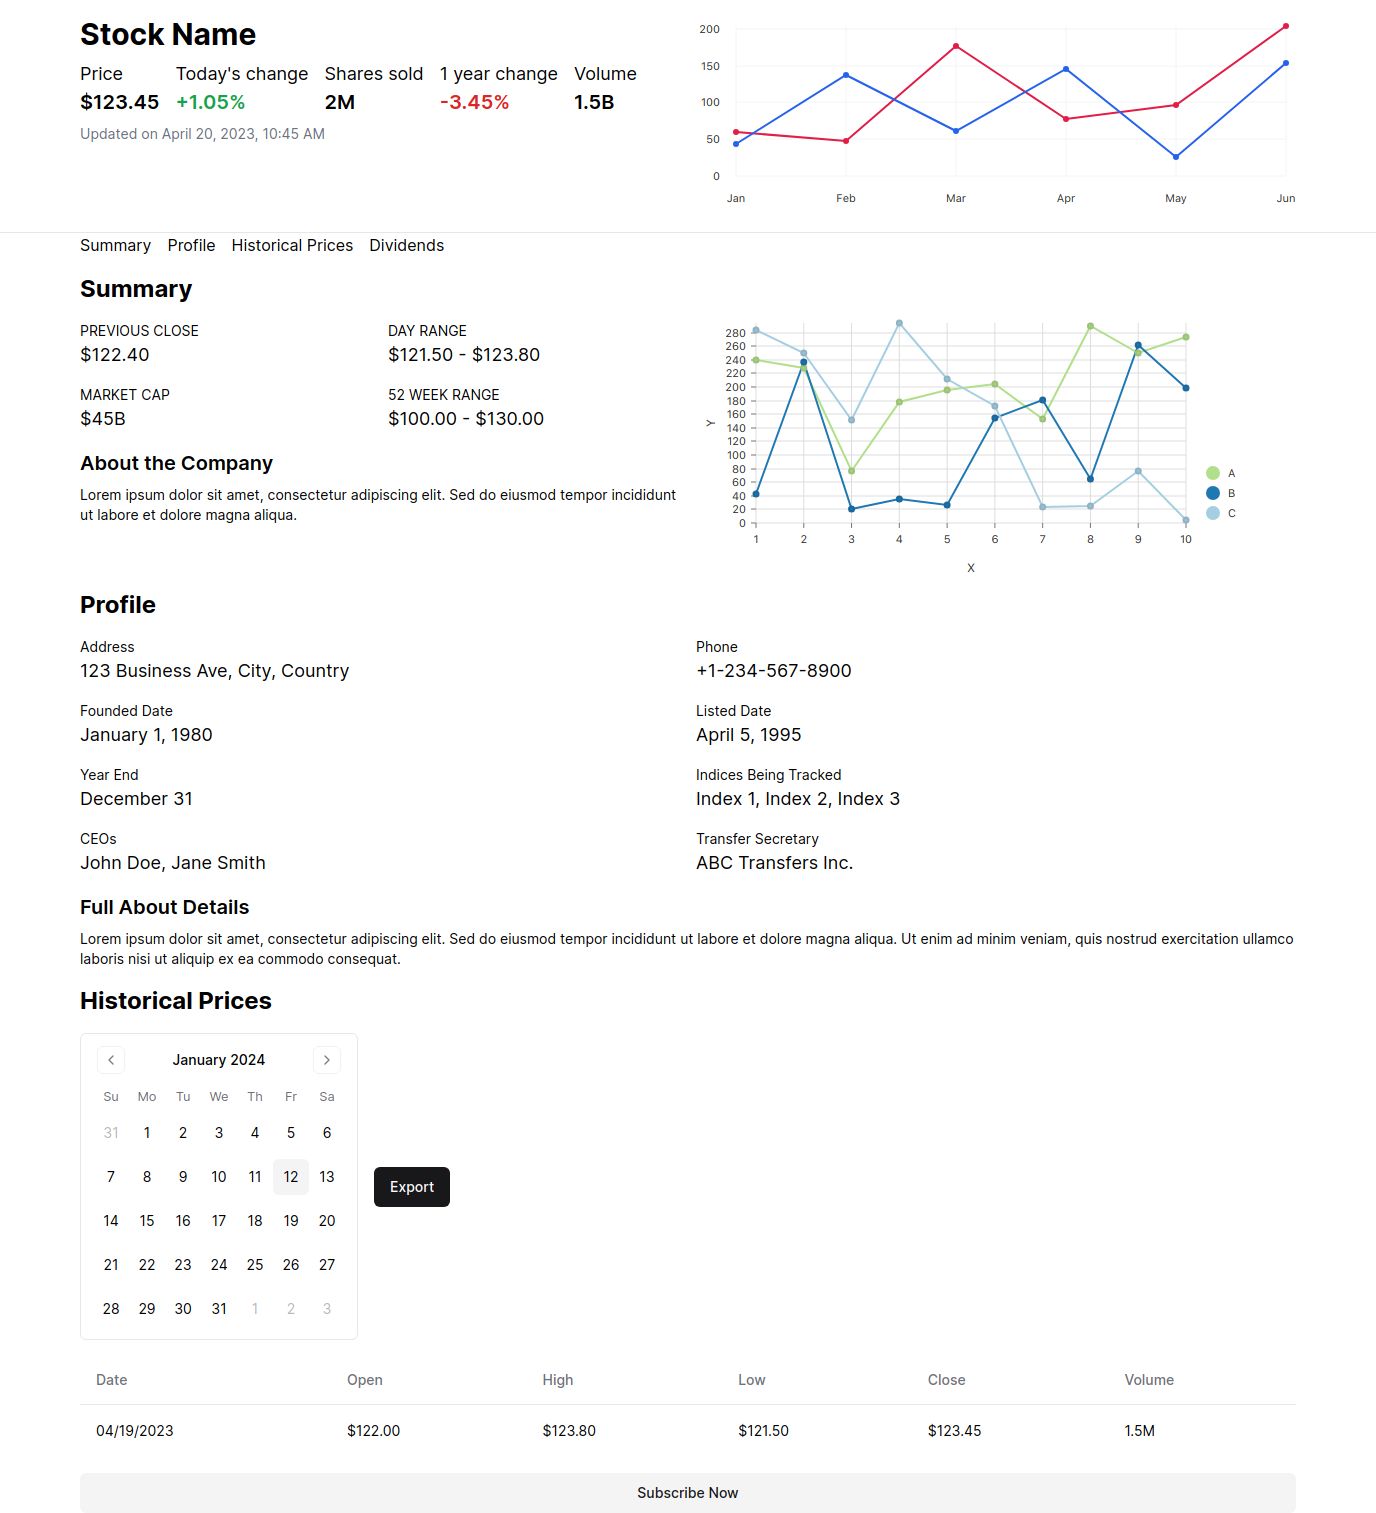 Stock Name
Price Today's change Shares sold 1 year change Volume
$123.45 +1.05% 2M -3.45% 1.5B
Updated on April 20, 2023, 10:45 AM
200
150
100
50
0
Jan Feb Mar Apr May Jun
Summary Profile Historical Prices Dividends
Summary
PREVIOUS CLOSE DAY RANGE
$122.40 $121.50 - $123.80
MARKET CAP 52 WEEK RANGE
$45B $100.00 - $130.00
About the Company
Lorem ipsum dolor sit amet, consectetur adipiscing elit. Sed do eiusmod tempor incididunt
ut labore et dolore magna aliqua.
280
260
240
220
200
180
160
140
120
100
80
60
40
20
0
Y
1 2 3 4 5 6 7 8 9 10
X
A
B
C
Profile
Address Phone
123 Business Ave, City, Country +1-234-567-8900
Founded Date Listed Date
January 1, 1980 April 5, 1995
Year End Indices Being Tracked
December 31 Index 1, Index 2, Index 3
CEOs Transfer Secretary
John Doe, Jane Smith ABC Transfers Inc.
Full About Details
Lorem ipsum dolor sit amet, consectetur adipiscing elit. Sed do eiusmod tempor incididunt ut labore et dolore magna aliqua. Ut enim ad minim veniam, quis nostrud exercitation ullamco
laboris nisi ut aliquip ex ea commodo consequat.
Historical Prices
January 2024
Su Mo Tu We Th Fr Sa
31 1 2 3 4 5 6
7 8 9 10 11 12 13
14 15 16 17 18 19 20
21 22 23 24 25 26 27
28 29 30 31 1 2 3
Export
Date Open High Low Close Volume
04/19/2023 $122.00 $123.80 $121.50 $123.45 1.5M
Subscribe Now